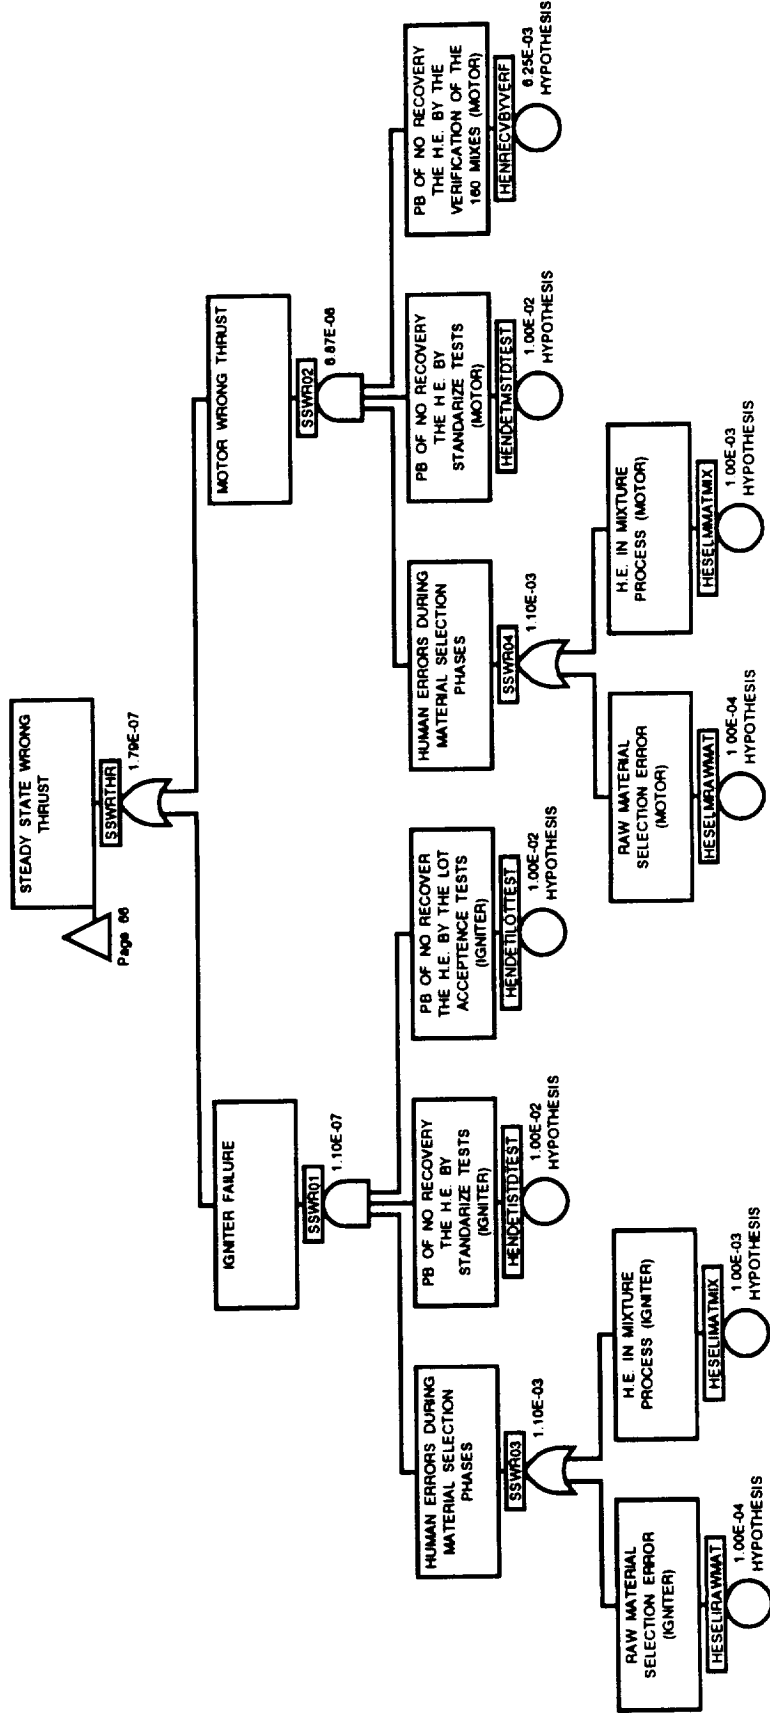 STEADY STATE WRONG
THRUST
SSWRTHR
1.79E-07
Page 66
IGNITER FAILURE
SSWR01
1.10E-07
MOTOR WRONG THRUST
SSWR02
6.87E-08
HUMAN ERRORS DURING
MATERIAL SELECTION
PHASES
SSWR03
1.10E-03
PB OF NO RECOVERY
THE H.E. BY
STANDARIZE TESTS
(IGNITER)
HENDETISTDTEST
1.00E-02
HYPOTHESIS
PB OF NO RECOVER
THE H.E. BY THE LOT
ACCEPTENCE TESTS
(IGNITER)
HENDETILOTTEST
1.00E-02
HYPOTHESIS
HUMAN ERRORS DURING
MATERIAL SELECTION
PHASES
SSWR04
1.10E-03
PB OF NO RECOVERY
THE H.E. BY
STANDARIZE TESTS
(MOTOR)
HENDETMSTDTEST
1.00E-02
HYPOTHESIS
PB OF NO RECOVERY
THE H.E. BY THE
VERIFICATION OF THE
160 MIXES (MOTOR)
HENRECVBYVERF
6.25E-03
HYPOTHESIS
RAW MATERIAL
SELECTION ERROR
(IGNITER)
HESELIRAWMAT
1.00E-04
HYPOTHESIS
H.E. IN MIXTURE
PROCESS (IGNITER)
HESELIMATMIX
1.00E-03
HYPOTHESIS
RAW MATERIAL
SELECTION ERROR
(MOTOR)
HESELMRAWMAT
1.00E-04
HYPOTHESIS
H.E. IN MIXTURE
PROCESS (MOTOR)
HESELMMATMIX
1.00E-03
HYPOTHESIS